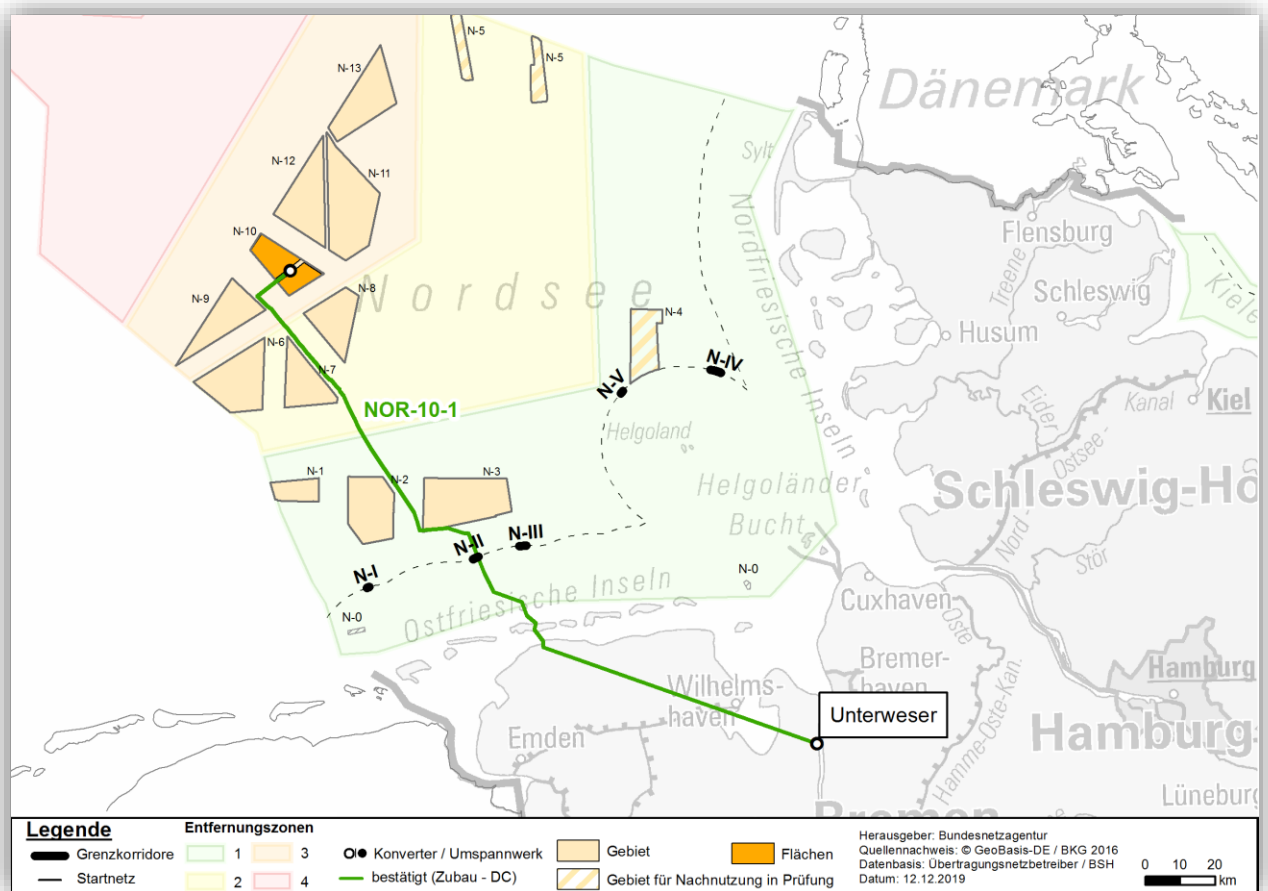 N-5
N-5
N-13
Dänemark
Sylt
N-12
N-11
Nordfriesische Inseln
N-10
Flensburg
Treene
Nordsee
N-9
N-8
Schleswig
Kiele
N-4
Husum
N-6
N-7
N-V
N-IV
NOR-10-1
Eider
Kanal
Kiel
Ostsee-
Nord-
Helgoland
N-1
N-2
N-3
Helgoländer
Bucht
Schleswig-Ho
N-II
N-III
Stör
N-I
N-0
N-0
Ostfriesische Inseln
Cuxhaven
Oste
Bremer-
haven
Hamburg
Wilhelms-
haven
Unterweser
Emden
Hamme-Oste-Kan.
Hamburg
Lüneburg
Bremen
Legende
Grenzkorridore
Startnetz
Entfernungszonen
1
3
2
4
Konverter / Umspannwerk
bestätigt (Zubau - DC)
Gebiet
Flächen
Gebiet für Nachnutzung in Prüfung
Herausgeber: Bundesnetzagentur
Quellennachweis: © GeoBasis-DE / BKG 2016
Datenbasis: Übertragungsnetzbetreiber / BSH
Datum: 12.12.2019
0 10 20
km